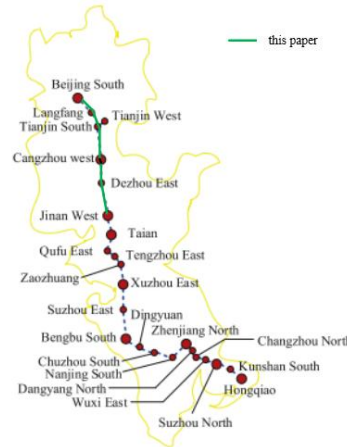 this paper
Beijing South
Langfang
Tianjin West
Tianjin South
Cangzhou west
Dezhou East
Jinan West
Taian
Qufu East
Tengzhou East
Zaozhuang
Xuzhou East
Suzhou East
Dingyuan
Zhenjiang North
Bengbu South
Changzhou North
Chuzhou South
Nanjing South
Kunshan South
Dangyang North
Hongqiao
Wuxi East
Suzhou North